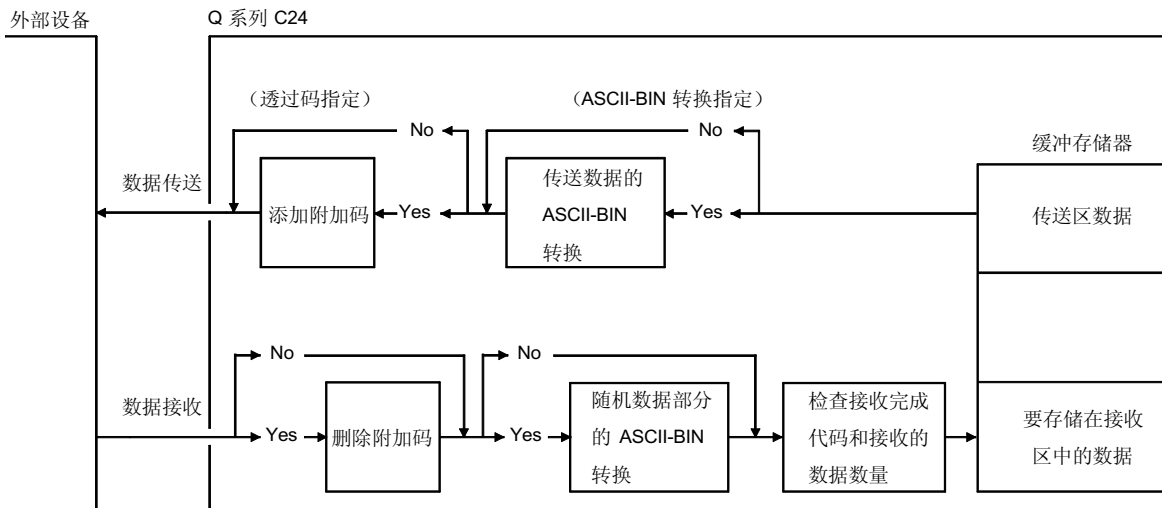 外部设备
Q 系列 C24
（透过码指定）
（ASCII-BIN 转换指定）
No
No
缓冲存储器
数据传送
添加附加码
Yes
传送数据的
ASCII-BIN
转换
Yes
传送区数据
No
No
数据接收
Yes
删除附加码
Yes
随机数据部分
的 ASCII-BIN
转换
检查接收完成
代码和接收的
数据数量
要存储在接收
区中的数据